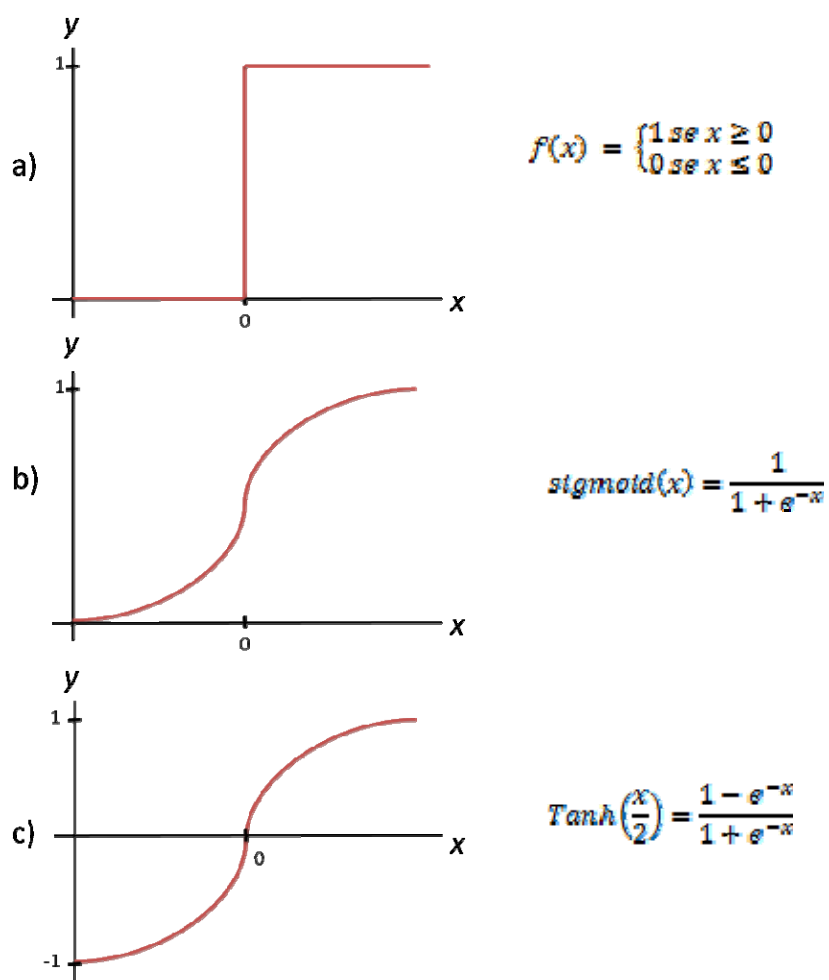 y
1
a)
f(x) = {1 se x ≥ 0
0 se x ≤ 0
0
x
y
1
b)
sigmoid(x) = 1 / (1 + e^{-x})
0
x
y
1
c)
Tanh(x/2) = (1 - e^{-x}) / (1 + e^{-x})
0
x
-1